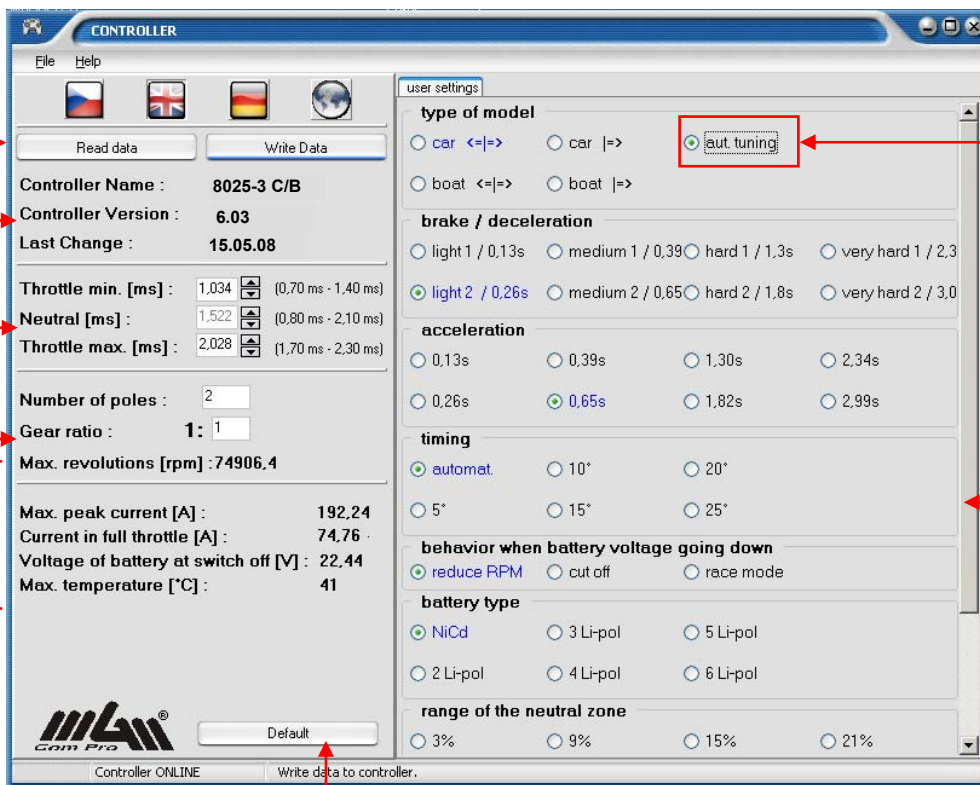 CONTROLLER
File Help
Read data Write Data
Controller Name : 8025-3 C/B
Controller Version : 6.03
Last Change : 15.05.08
Throttle min. [ms] : 1,034 (0,70 ms - 1,40 ms)
Neutral [ms] : 1,522 (0,80 ms - 2,10 ms)
Throttle max. [ms] : 2,028 (1,70 ms - 2,30 ms)
Number of poles : 2
Gear ratio : 1: 1
Max. revolutions [rpm] :74906,4
Max. peak current [A] : 192,24
Current in full throttle [A] : 74,76
Voltage of battery at switch off [V] : 22,44
Max. temperature [°C] : 41
mgm ®
Com Pro
Default
user settings
type of model
car <=|=> car |=> aut. tuning
boat <=|=> boat |=>
brake / deceleration
light 1 / 0,13s medium 1 / 0,39 hard 1 / 1,3s very hard 1 / 2,3
light 2 / 0,26s medium 2 / 0,65 hard 2 / 1,8s very hard 2 / 3,0
acceleration
0,13s 0,39s 1,30s 2,34s
0,26s 0,65s 1,82s 2,99s
timing
automat. 10° 20°
5° 15° 25°
behavior when battery voltage going down
reduce RPM cut off race mode
battery type
NiCd 3 Li-pol 5 Li-pol
2 Li-pol 4 Li-pol 6 Li-pol
range of the neutral zone
3% 9% 15% 21%
Controller ONLINE Write data to controller.